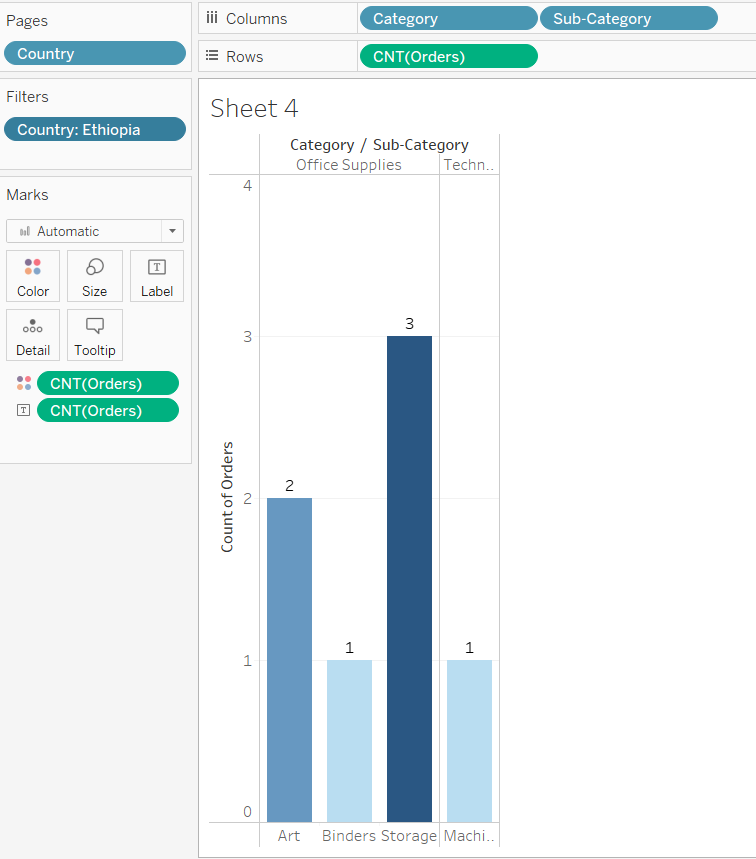 Pages
Country
Filters
Country: Ethiopia
Marks
Automatic
Color
Size
Label
Detail
Tooltip
CNT(Orders)
CNT(Orders)
Columns
Category
Sub-Category
Rows
CNT(Orders)
Sheet 4
Category / Sub-Category
Office Supplies
Techn..
Count of Orders
4
3
2
1
0
2
1
3
1
Art
Binders
Storage
Machi..